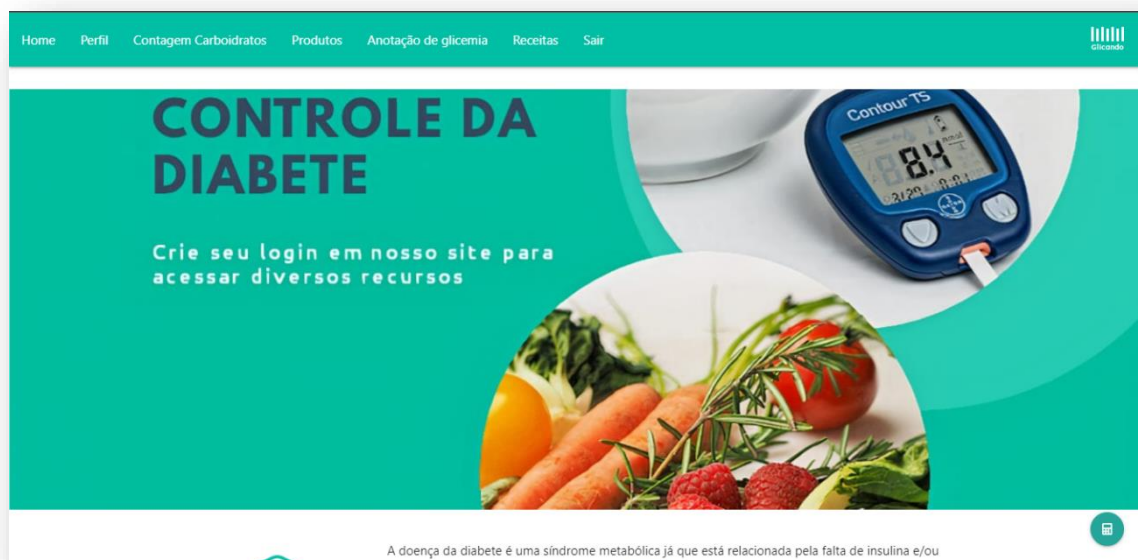 Home Perfil Contagem Carboidratos Produtos Anotação de glicemia Receitas Sair
Glicando
CONTROLE DA
DIABETE
Crie seu login em nosso site para
acessar diversos recursos
Contour TS
8.4
BAYER
A doença da diabete é uma síndrome metabólica já que está relacionada pela falta de insulina e/ou